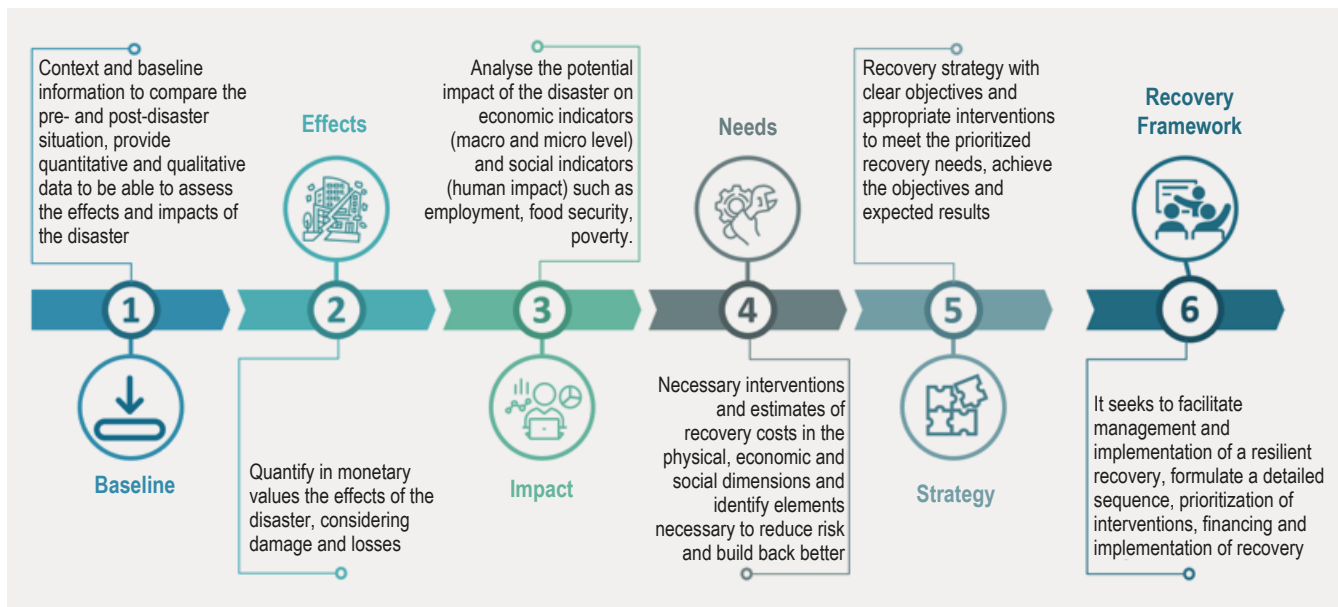 Context and baseline
information to compare the
pre- and post-disaster
situation, provide
quantitative and qualitative
data to be able to assess
the effects and impacts of
the disaster
1
Baseline
Effects
2
Quantify in monetary
values the effects of the
disaster, considering
damage and losses
Analyse the potential
impact of the disaster on
economic indicators
(macro and micro level)
and social indicators
(human impact) such as
employment, food security,
poverty.
3
Impact
Needs
4
Necessary interventions
and estimates of
recovery costs in the
physical, economic and
social dimensions and
identify elements
necessary to reduce risk
and build back better
Recovery strategy with
clear objectives and
appropriate interventions
to meet the prioritized
recovery needs, achieve
the objectives and
expected results
5
Strategy
Recovery
Framework
6
It seeks to facilitate
management and
implementation of a resilient
recovery, formulate a detailed
sequence, prioritization of
interventions, financing and
implementation of recovery